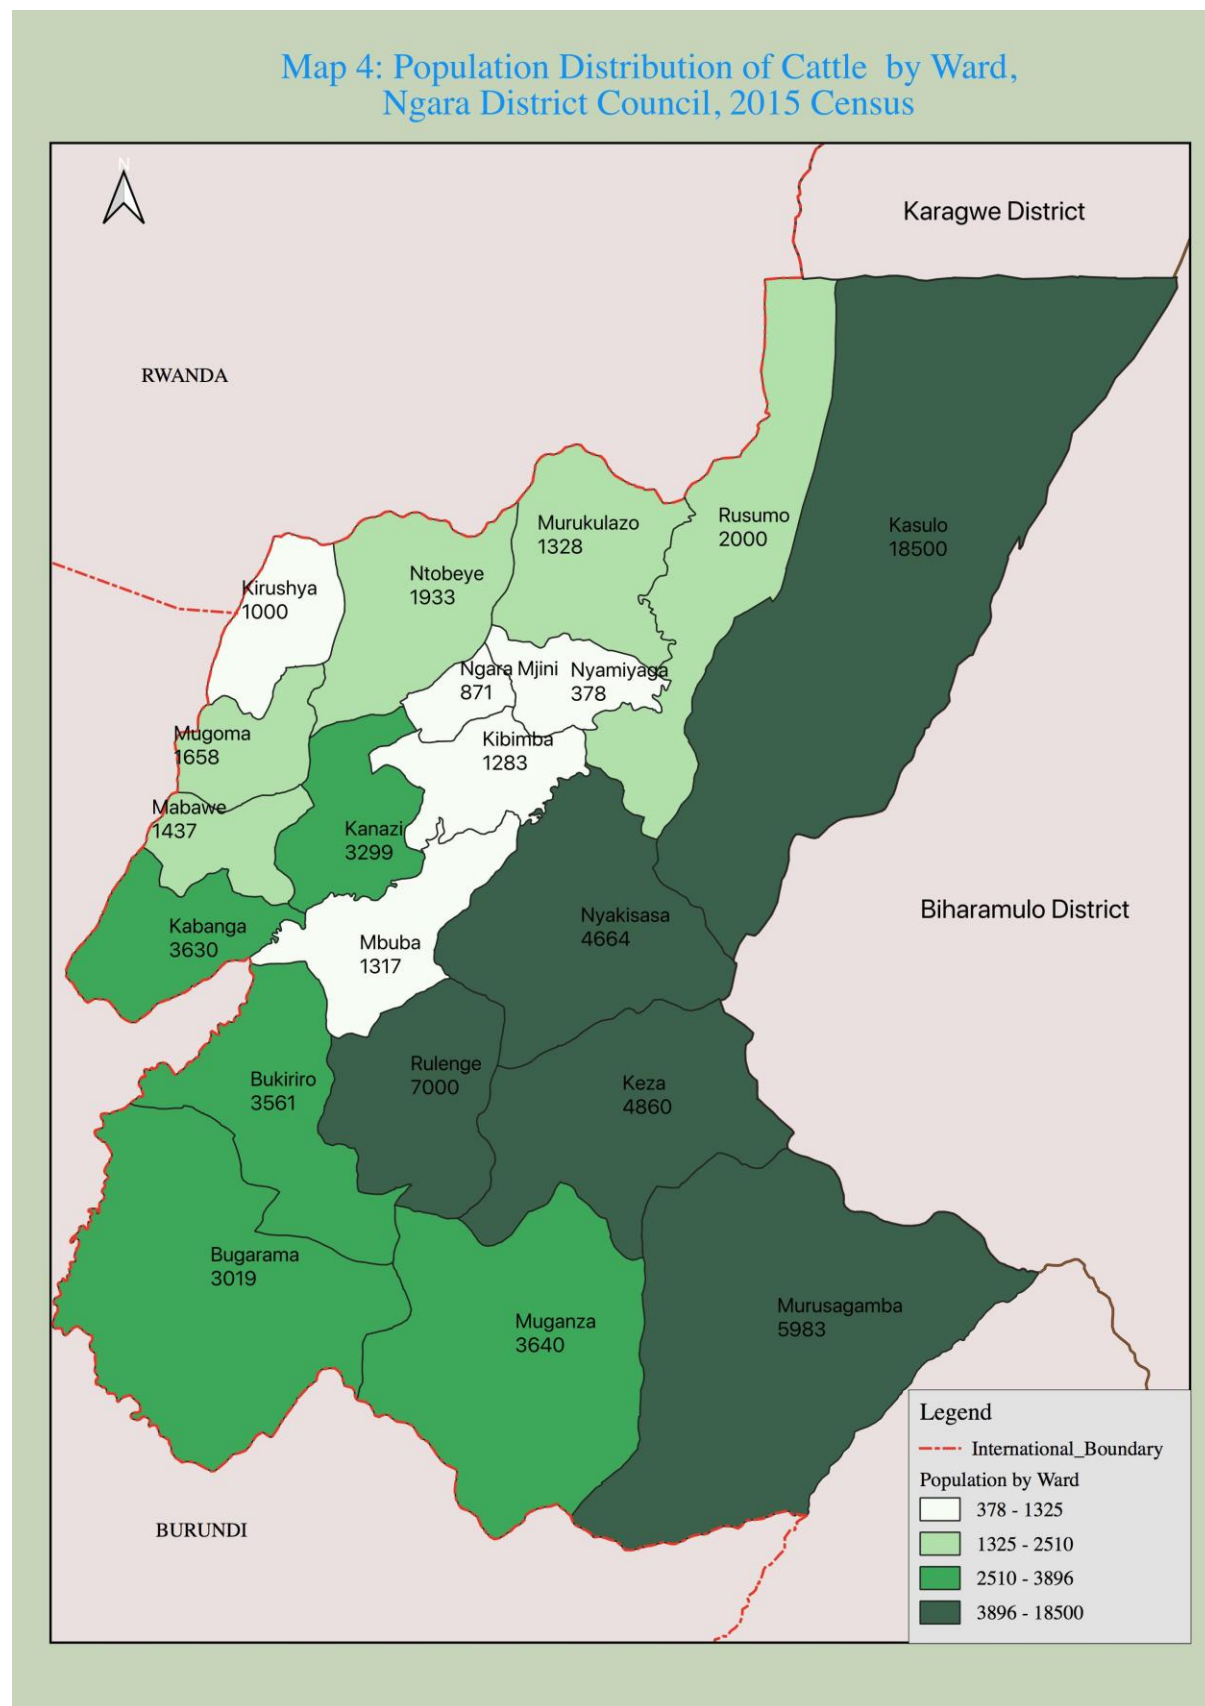 Map 4: Population Distribution of Cattle by Ward,
Ngara District Council, 2015 Census
N
Karagwe District
RWANDA
Rusumo
2000
Kasulo
18500
Murukulazo
1328
Ntobeye
1933
Kirushya
1000
Ngara Mjini
871
Nyamiyaga
378
Mugoma
1658
Kibimba
1283
Mabawe
1437
Kanazi
3299
Kabanga
3630
Mbuba
1317
Nyakisasa
4664
Biharamulo District
Rulenge
7000
Bukiriro
3561
Keza
4860
Bugarama
3019
Muganza
3640
Murusagamba
5983
BURUNDI
Legend
International_Boundary
Population by Ward
378 - 1325
1325 - 2510
2510 - 3896
3896 - 18500